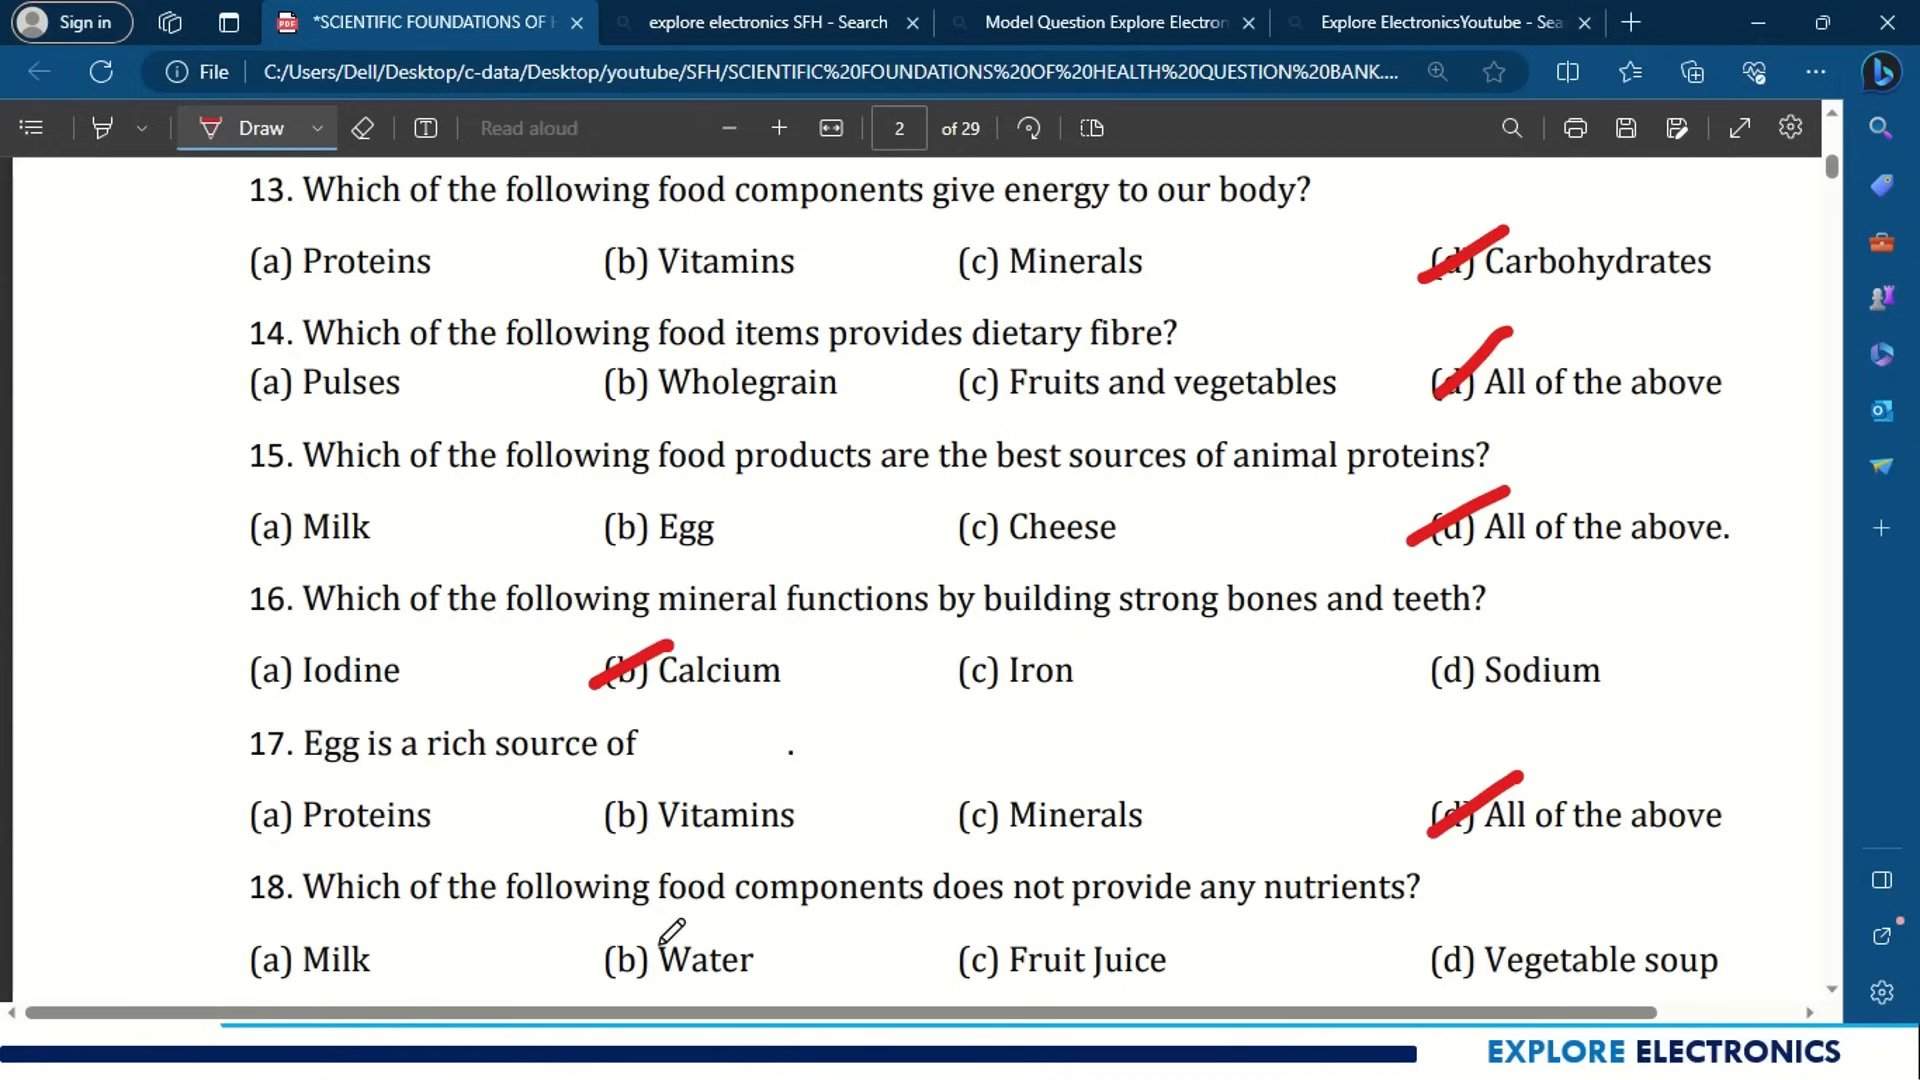 Sign in
*SCIENTIFIC FOUNDATIONS OF H
explore electronics SFH - Search
Model Question Explore Electron
Explore ElectronicsYoutube - Sea
File
C:/Users/Dell/Desktop/c-data/Desktop/youtube/SFH/SCIENTIFIC%20FOUNDATIONS%20OF%20HEALTH%20QUESTION%20BANK....
Draw
Read aloud
2 of 29
13. Which of the following food components give energy to our body?
(a) Proteins (b) Vitamins (c) Minerals (d) Carbohydrates
14. Which of the following food items provides dietary fibre?
(a) Pulses (b) Wholegrain (c) Fruits and vegetables (d) All of the above
15. Which of the following food products are the best sources of animal proteins?
(a) Milk (b) Egg (c) Cheese (d) All of the above.
16. Which of the following mineral functions by building strong bones and teeth?
(a) Iodine (b) Calcium (c) Iron (d) Sodium
17. Egg is a rich source of .
(a) Proteins (b) Vitamins (c) Minerals (d) All of the above
18. Which of the following food components does not provide any nutrients?
(a) Milk (b) Water (c) Fruit Juice (d) Vegetable soup
EXPLORE ELECTRONICS